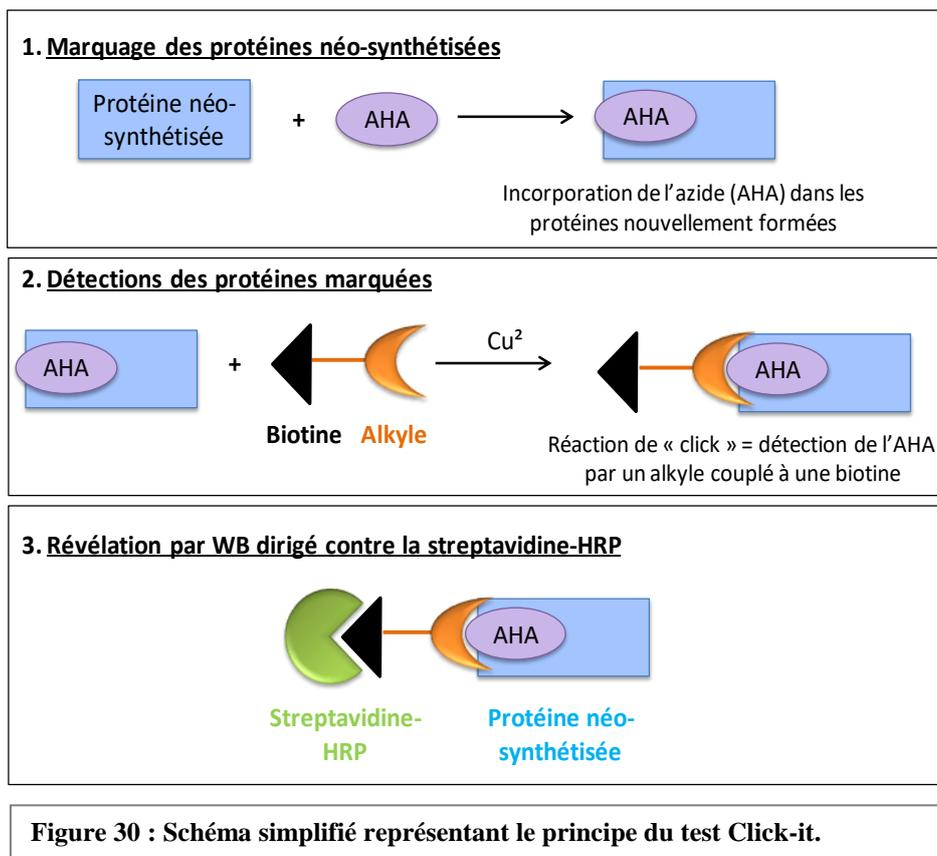 1. Marquage des protéines néo-synthétisées
Protéine néo-
synthétisée
+
AHA
AHA
Incorporation de l'azide (AHA) dans les
protéines nouvellement formées
2. Détections des protéines marquées
AHA
+
Cu²
AHA
Biotine Alkyle
Réaction de « click » = détection de l'AHA
par un alkyle couplé à une biotine
3. Révélation par WB dirigé contre la streptavidine-HRP
AHA
Streptavidine-
HRP
Protéine néo-
synthétisée
Figure 30 : Schéma simplifié représentant le principe du test Click-it.